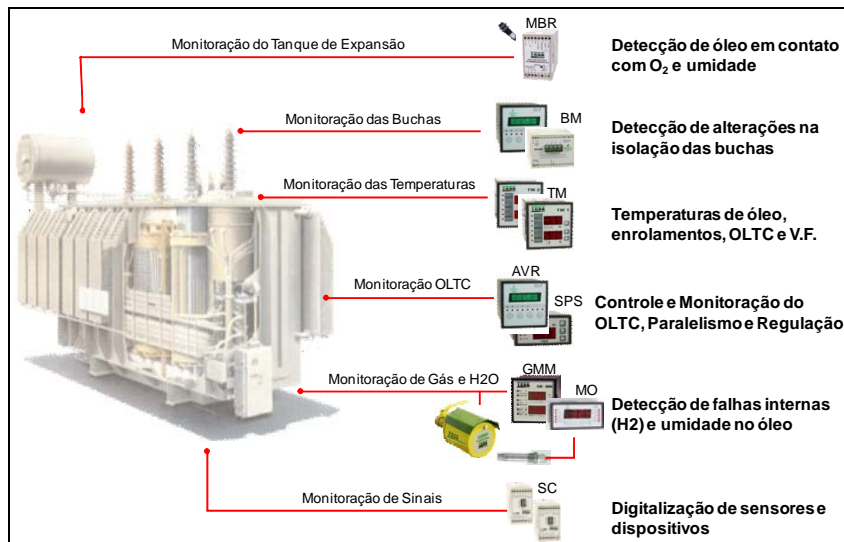 MBR
Monitoração do Tanque de Expansão
Detecção de óleo em contato
com O₂ e umidade
Monitoração das Buchas
BM
Detecção de alterações na
isolação das buchas
Monitoração das Temperaturas
TM
Temperaturas de óleo,
enrolamentos, OLTC e V.F.
Monitoração OLTC
AVR
SPS
Controle e Monitoração do
OLTC, Paralelismo e Regulação
Monitoração de Gás e H2O
GMM
MO
Detecção de falhas internas
(H2) e umidade no óleo
Monitoração de Sinais
SC
Digitalização de sensores e
dispositivos